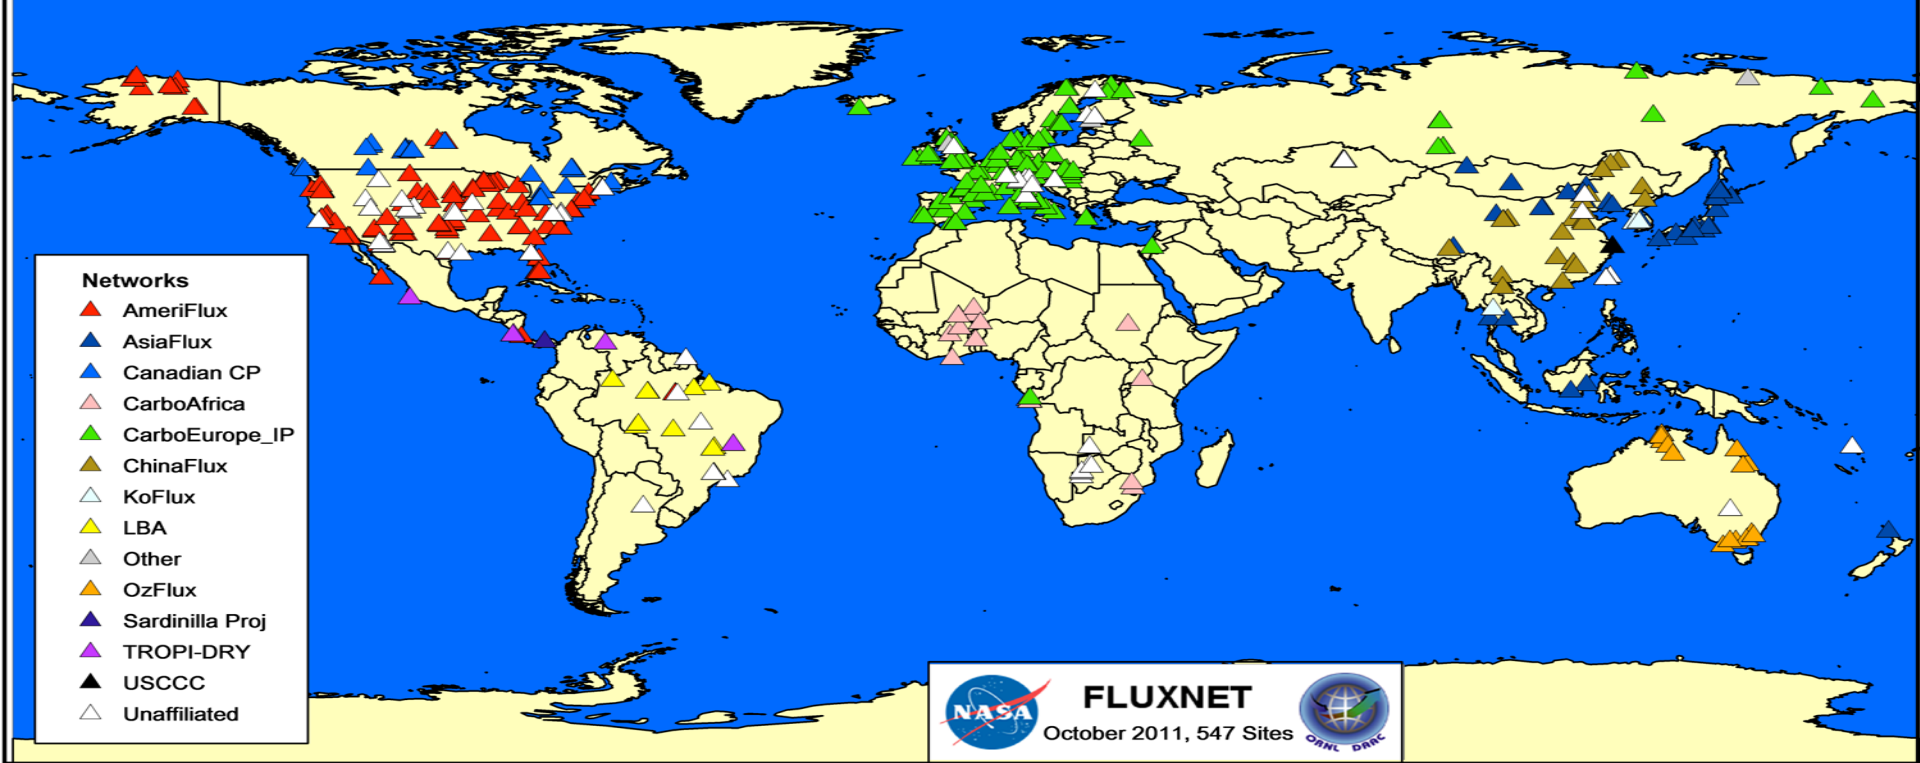 Networks
AmeriFlux
AsiaFlux
Canadian CP
CarboAfrica
CarboEurope_IP
ChinaFlux
KoFlux
LBA
Other
OzFlux
Sardinilla Proj
TROPI-DRY
USCCC
Unaffiliated
NASA
FLUXNET
October 2011, 547 Sites
ORNL DAAC